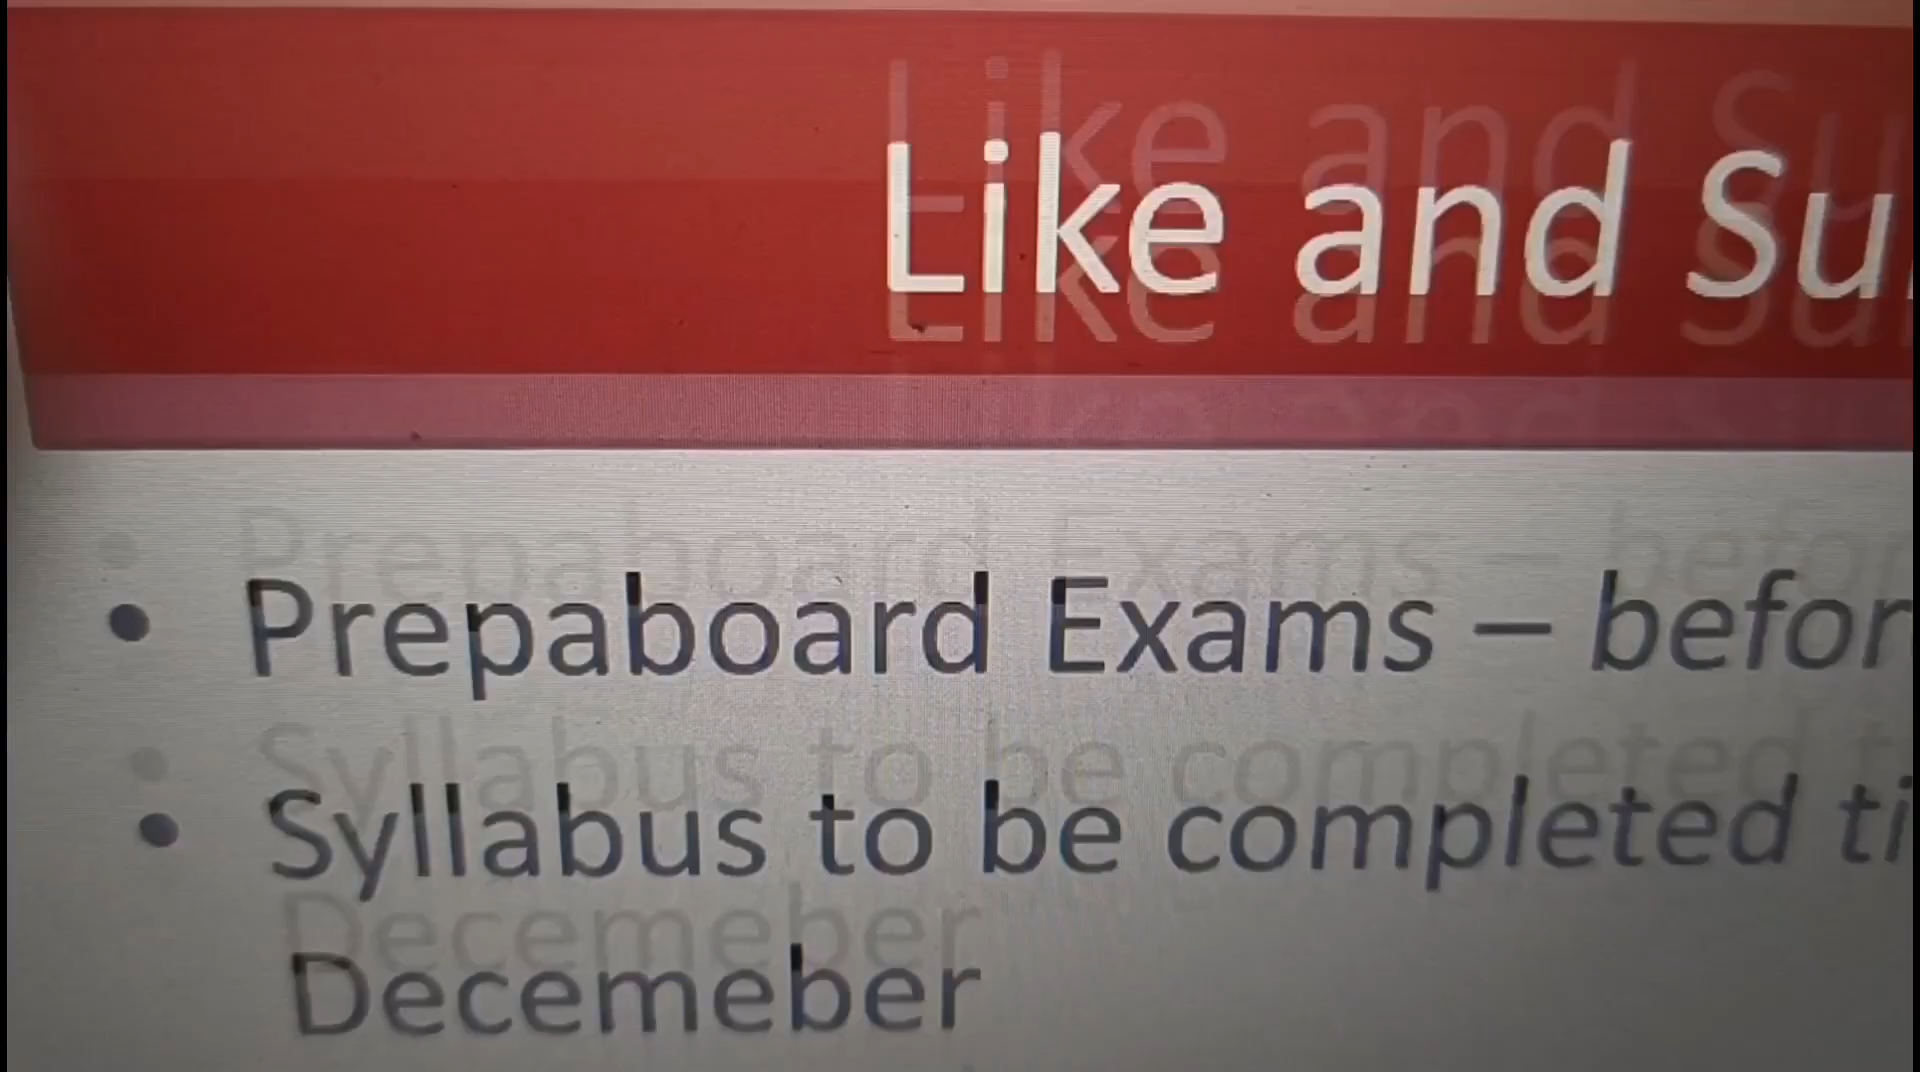 Like and Su
• Prepaboard Exams – befor
• Syllabus to be completed ti
Decemeber